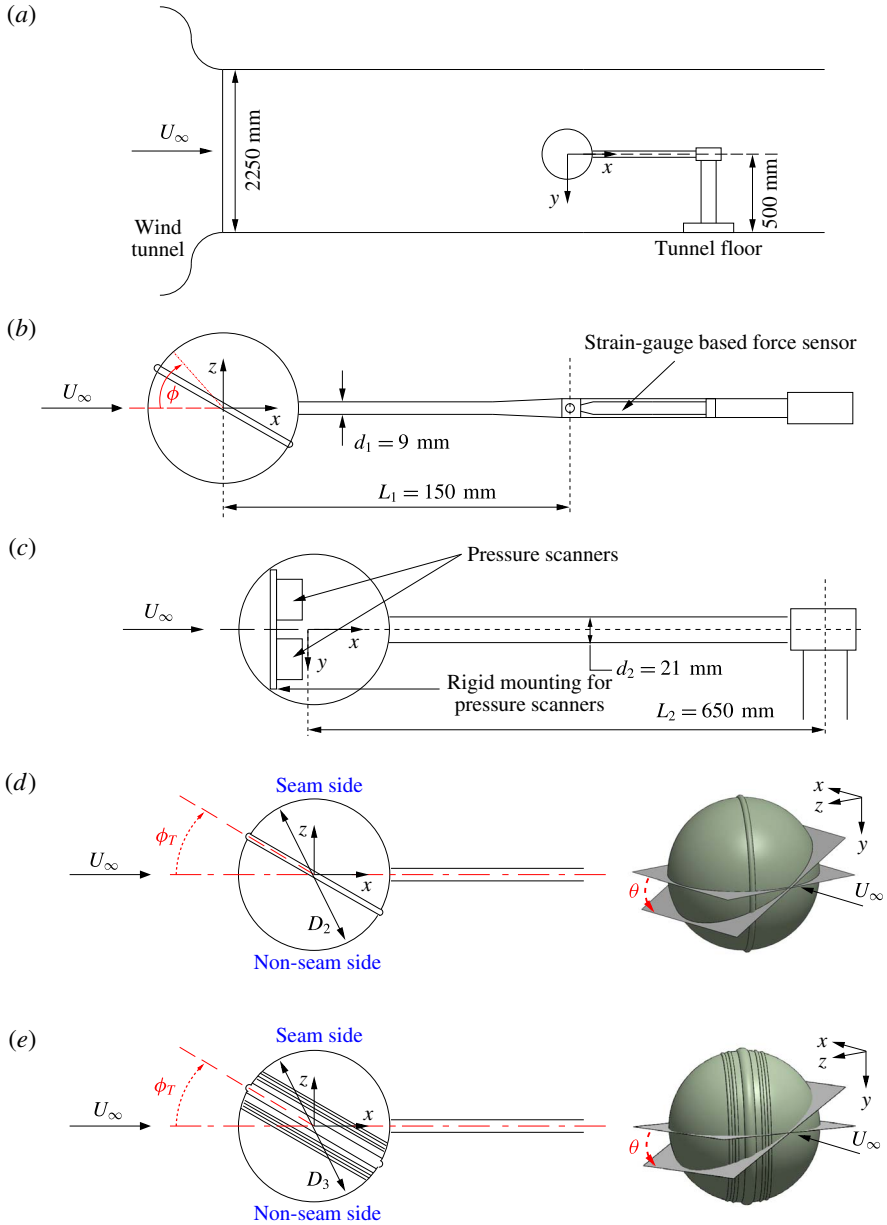 (a)
U∞
2250 mm
x
y
500 mm
Wind
tunnel
Tunnel floor
(b)
Strain-gauge based force sensor
U∞
z
ϕ
x
d₁ = 9 mm
L₁ = 150 mm
(c)
Pressure scanners
U∞
x
y
d₂ = 21 mm
Rigid mounting for
pressure scanners
L₂ = 650 mm
(d)
Seam side
ϕT
z
U∞
x
D₂
Non-seam side
x
z
y
θ
U∞
(e)
Seam side
ϕT
z
U∞
x
D₃
Non-seam side
x
z
y
θ
U∞